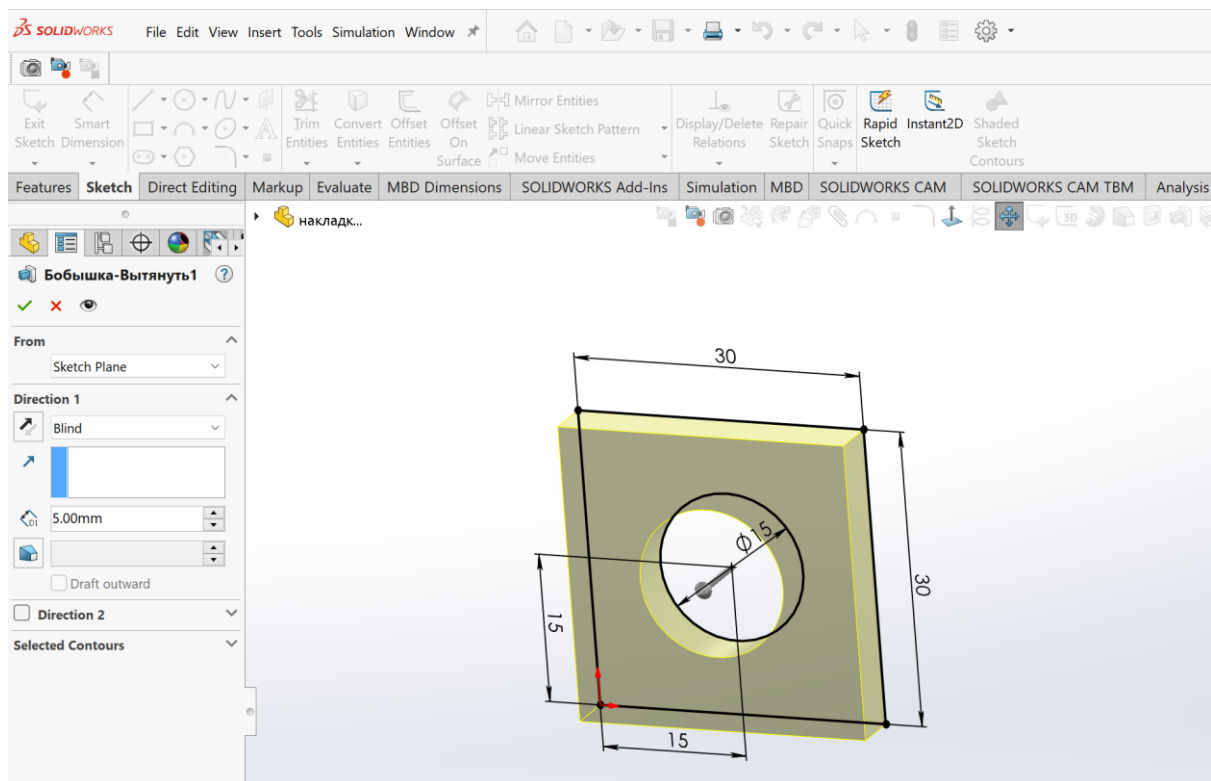 SOLIDWORKS File Edit View Insert Tools Simulation Window
Exit Sketch
Smart Dimension
Trim Entities
Convert Entities
Offset Entities
Offset On Surface
Mirror Entities
Linear Sketch Pattern
Move Entities
Display/Delete Relations
Repair Sketch
Quick Snaps
Rapid Sketch
Instant2D
Shaded Sketch Contours
Features Sketch Direct Editing Markup Evaluate MBD Dimensions SOLIDWORKS Add-Ins Simulation MBD SOLIDWORKS CAM SOLIDWORKS CAM TBM Analysis
3D
накладк...
Бобышка-Вытянуть1 ?
From
Sketch Plane
Direction 1
Blind
D1 5.00mm
Draft outward
Direction 2
Selected Contours
30
Φ15
30
15
15